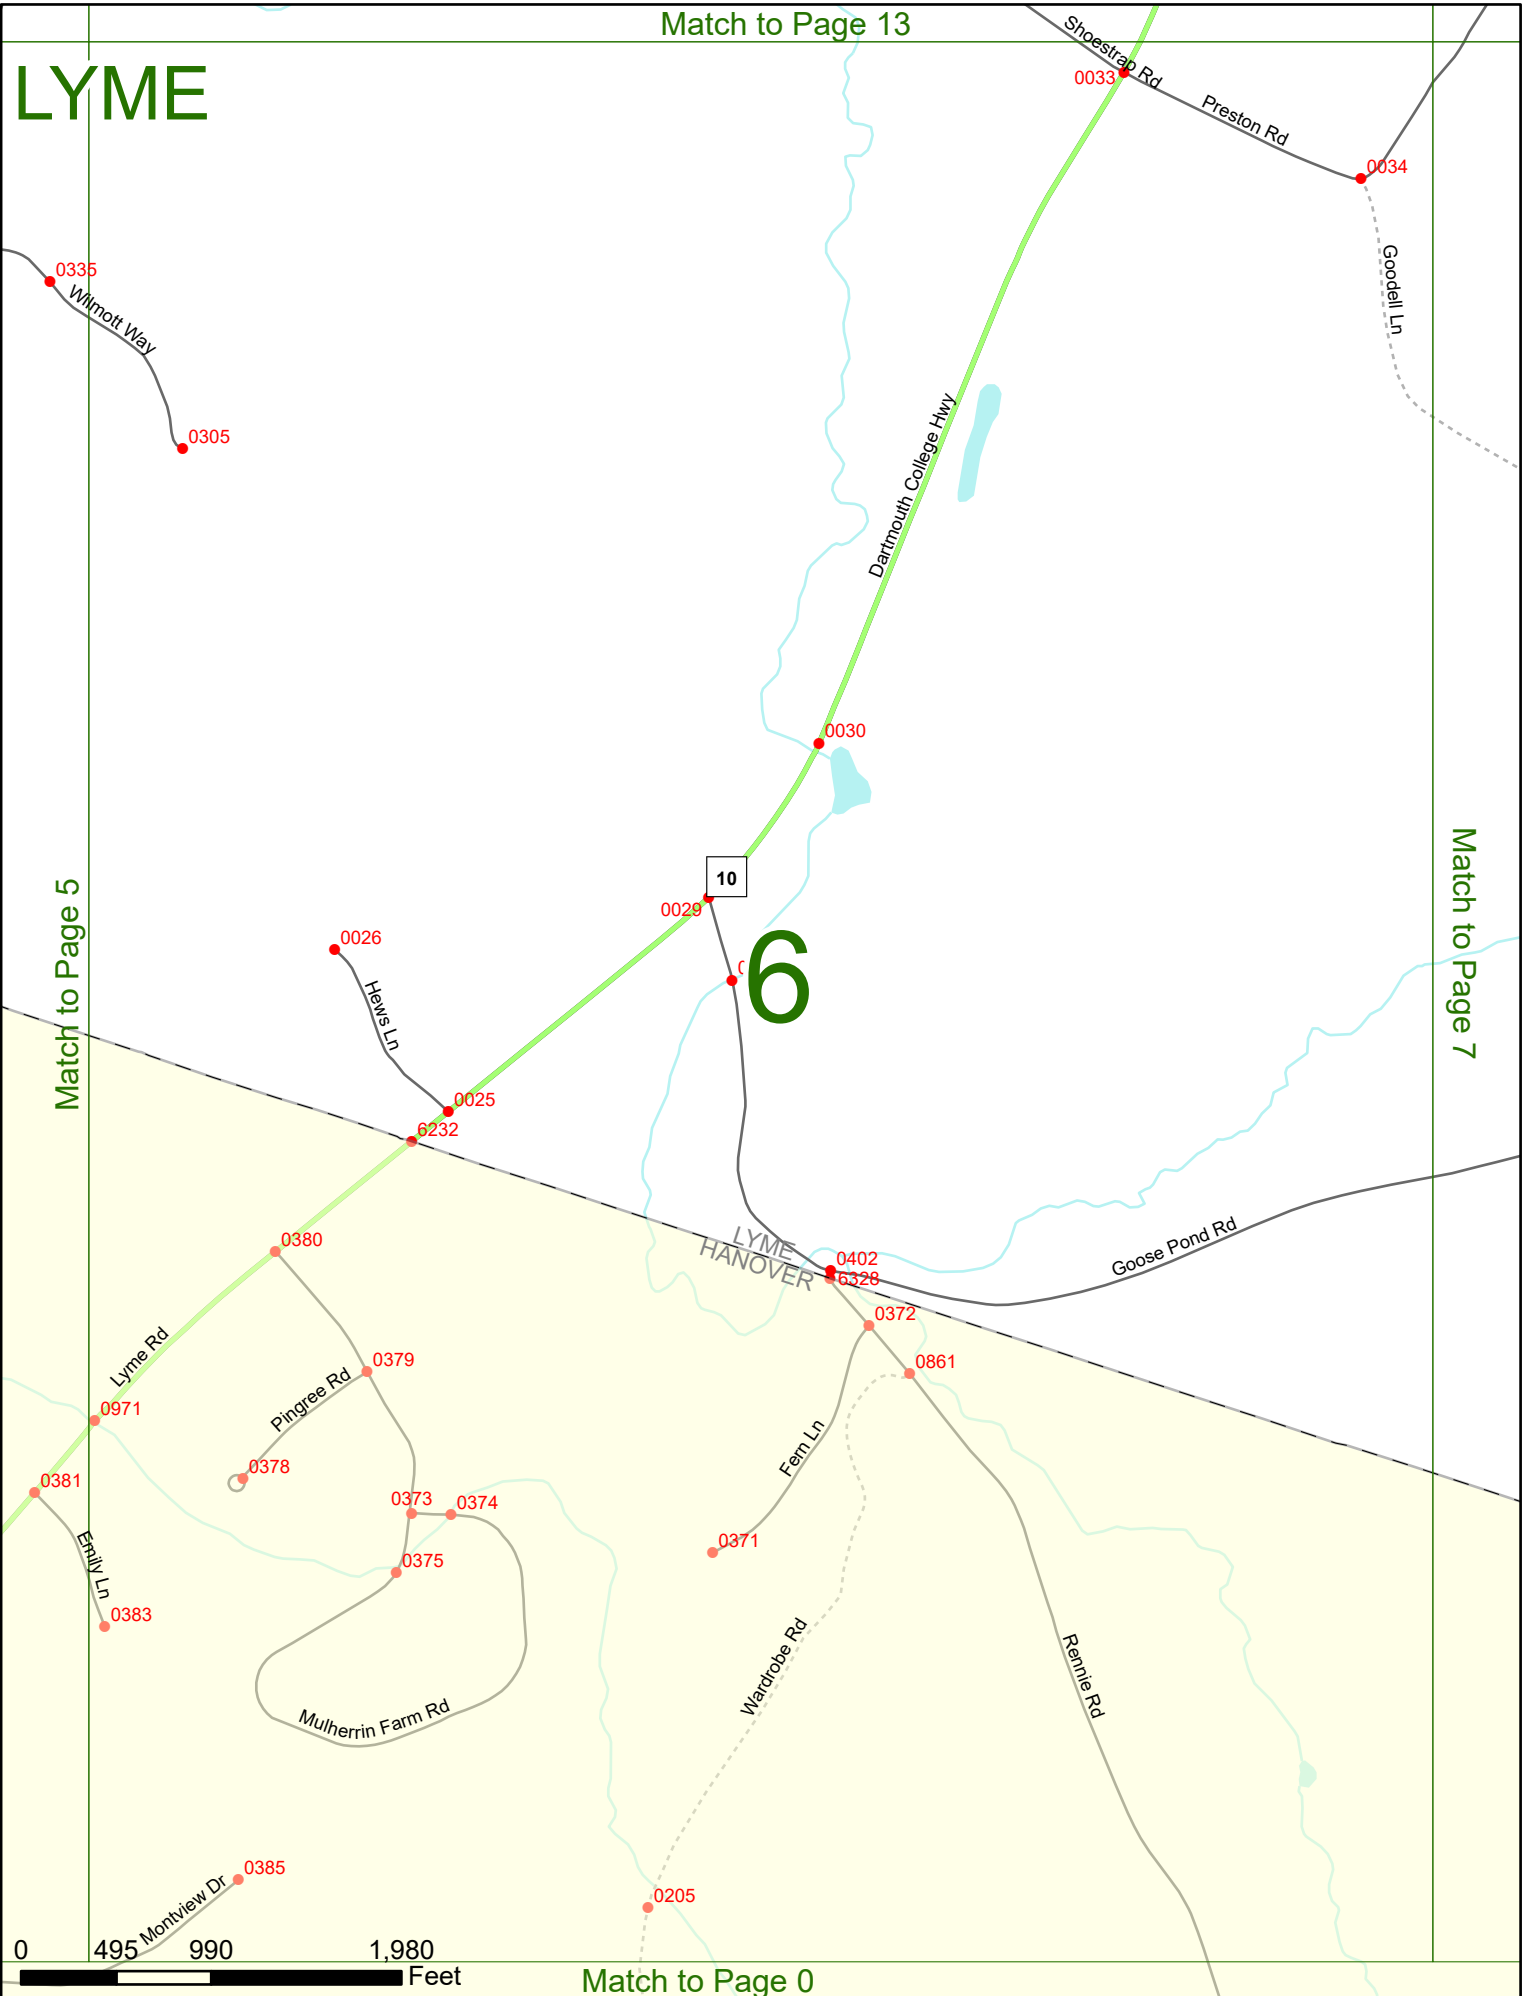 Match to Page 13
LYME
Shoestrap Rd
0033
Preston Rd
0034
Goodell Ln
0335
Wilmott Way
0305
Dartmouth College Hwy
0030
10
0029
6
0026
Hews Ln
0025
6232
Match to Page 5
Match to Page 7
LYME
HANOVER
0402
6328
Goose Pond Rd
0380
0372
0861
Lyme Rd
0379
Pingree Rd
0971
0378
0381
Fern Ln
0373
0374
0371
Emily Ln
0375
0383
Wardrobe Rd
Rennie Rd
Mulherrin Farm Rd
0385
0205
Montview Dr
0 495 990 1,980
Feet
Match to Page 0